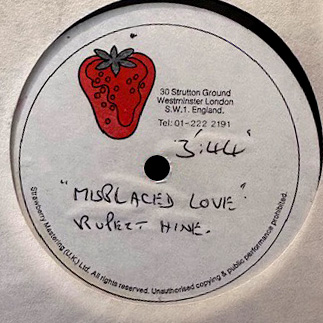 30 Strutton Ground
Westminster London
S.W.1. England.
Tel: 01-222 2191
3'.44"
"MISPLACED LOVE"
RUPERT HINE.
Strawberry Mastering (U.K.) Ltd. All rights reserved. Unauthorised copying & public performance prohibited.